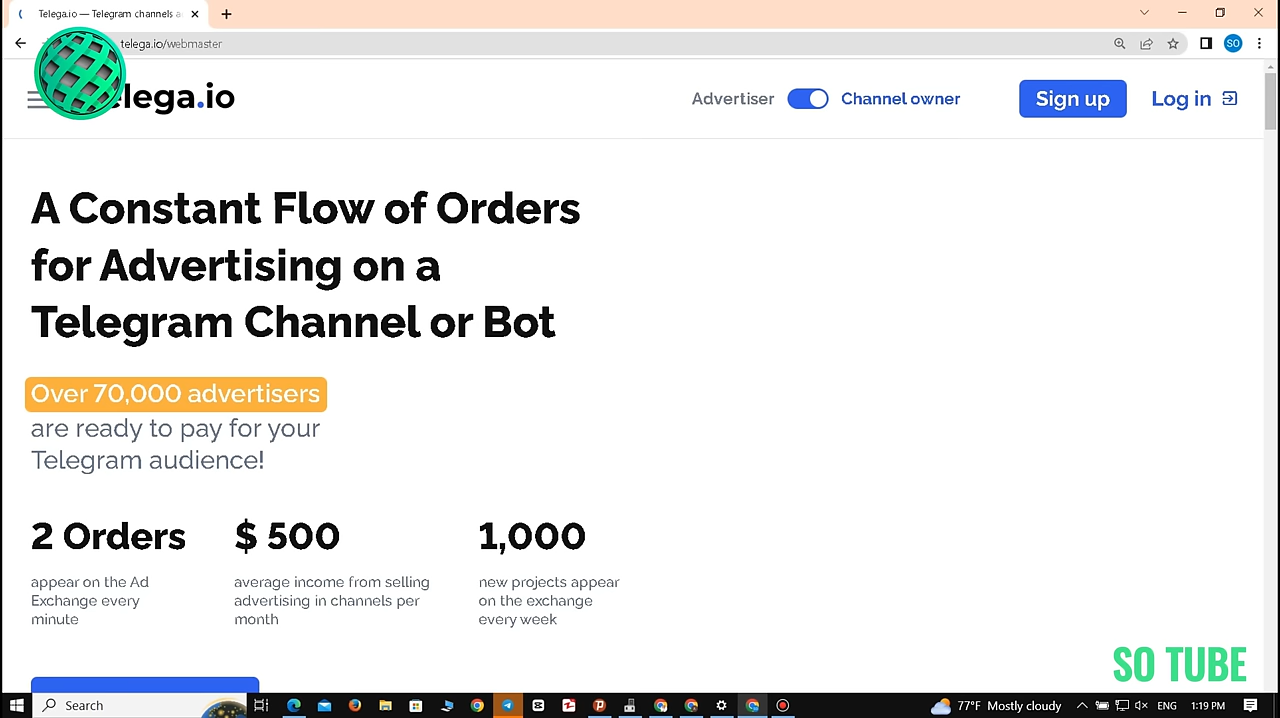 Telega.io — Telegram channels a
telega.io/webmaster
SO
elega.io
Advertiser
Channel owner
Sign up
Log in
A Constant Flow of Orders
for Advertising on a
Telegram Channel or Bot
Over 70,000 advertisers
are ready to pay for your
Telegram audience!
2 Orders
appear on the Ad
Exchange every
minute
$ 500
average income from selling
advertising in channels per
month
1,000
new projects appear
on the exchange
every week
SO TUBE
Search
77°F Mostly cloudy
ENG
1:19 PM